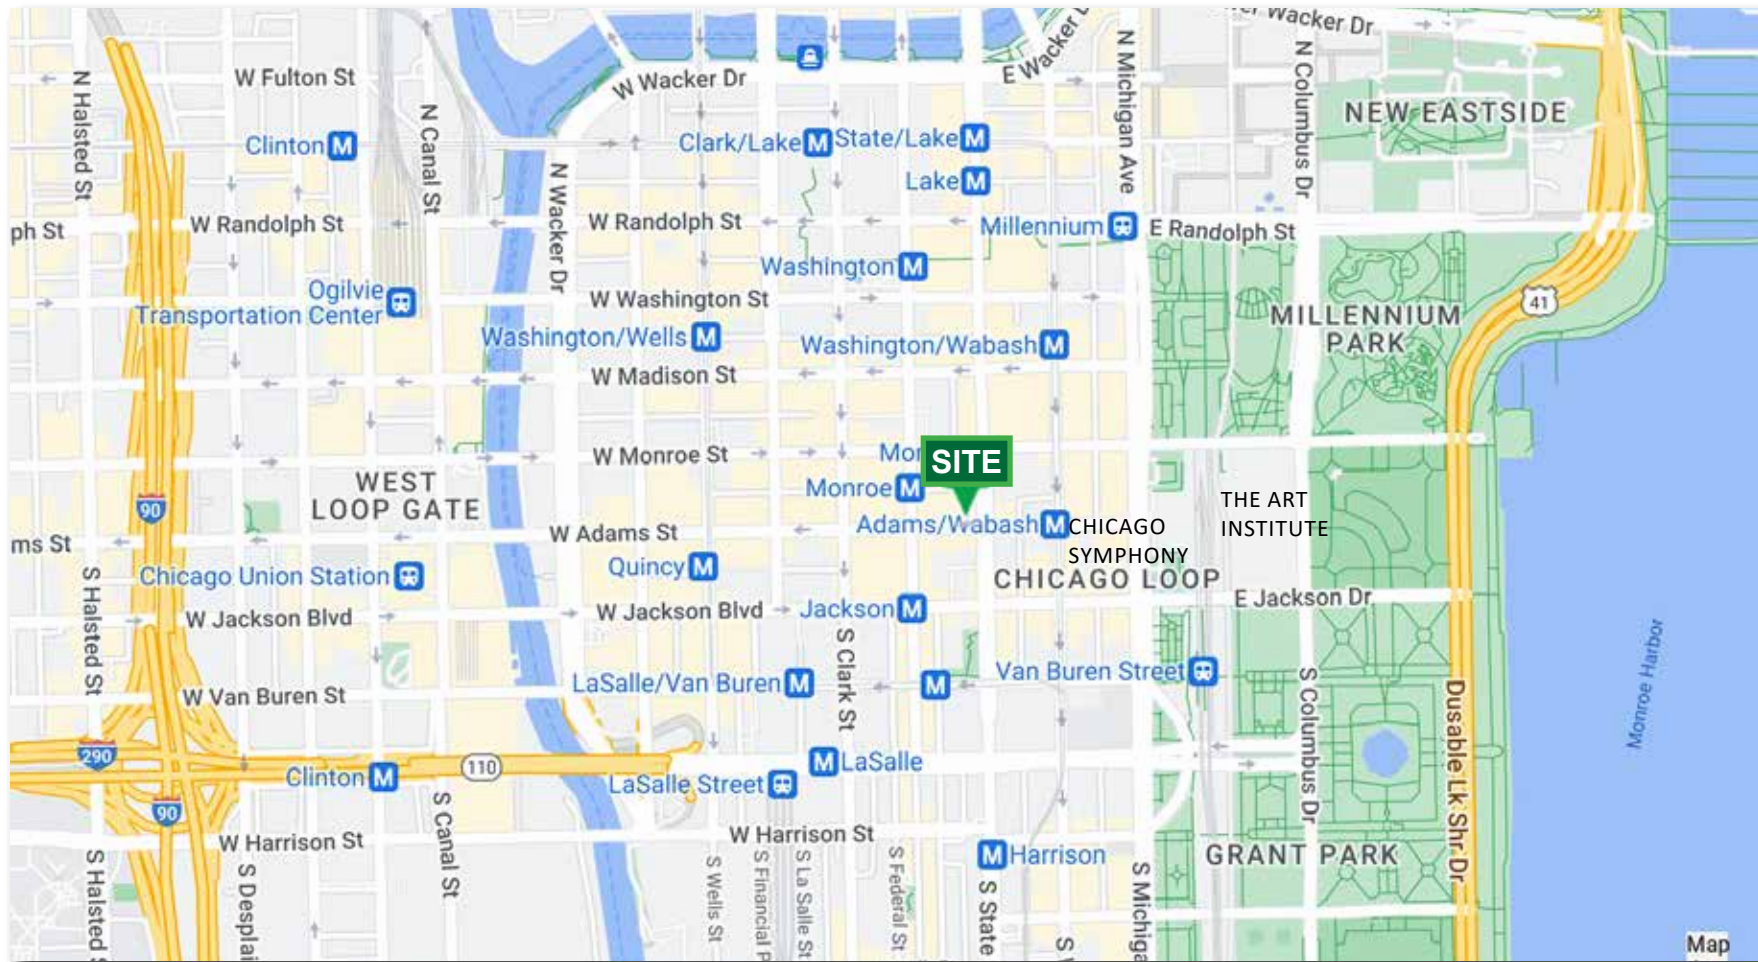 Wacker Dr
W Fulton St
W Wacker Dr
E Wacker
N Michigan Ave
N Columbus Dr
N Halsted St
N Canal St
NEW EASTSIDE
Clinton M
Clark/Lake M
State/Lake M
Lake M
N Wacker Dr
ph St
W Randolph St
W Randolph St
Millennium
E Randolph St
Washington M
Ogilvie
Transportation Center
W Washington St
41
MILLENNIUM
PARK
Washington/Wells M
Washington/Wabash M
W Madison St
W Monroe St
Mo
SITE
WEST
LOOP GATE
90
Monroe M
THE ART
INSTITUTE
ms St
W Adams St
Adams/Wabash M
CHICAGO
SYMPHONY
Chicago Union Station
Quincy M
CHICAGO LOOP
S Halsted St
W Jackson Blvd
W Jackson Blvd
Jackson M
E Jackson Dr
S Clark St
Monroe Harbor
W Van Buren St
LaSalle/Van Buren M
M
Van Buren Street
S Columbus Dr
Dusable Lk Shr Dr
290
Clinton M
110
LaSalle Street
M LaSalle
90
W Harrison St
W Harrison St
M Harrison
GRANT PARK
S Halsted
S Desplai
S Canal St
S Wells St
S Financial P
S La Salle St
S Federal St
S State
S
S Michiga
Map